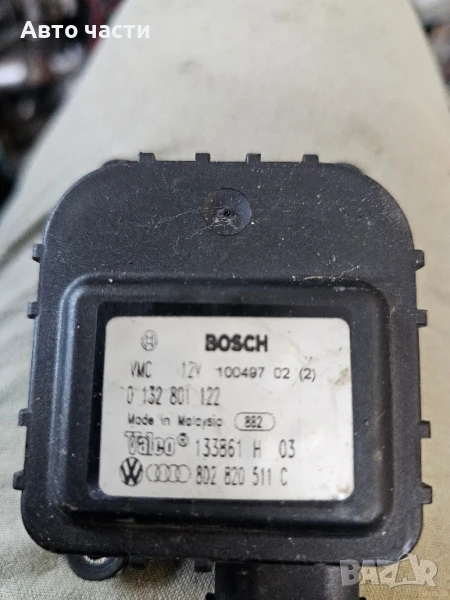 Авто части
BOSCH
VMC 12V 100497 02 (2)
0 132 801 122
Made in Malaysia 882
Valeo® 133861 H 03
8D2 820 511 C
BAZAR